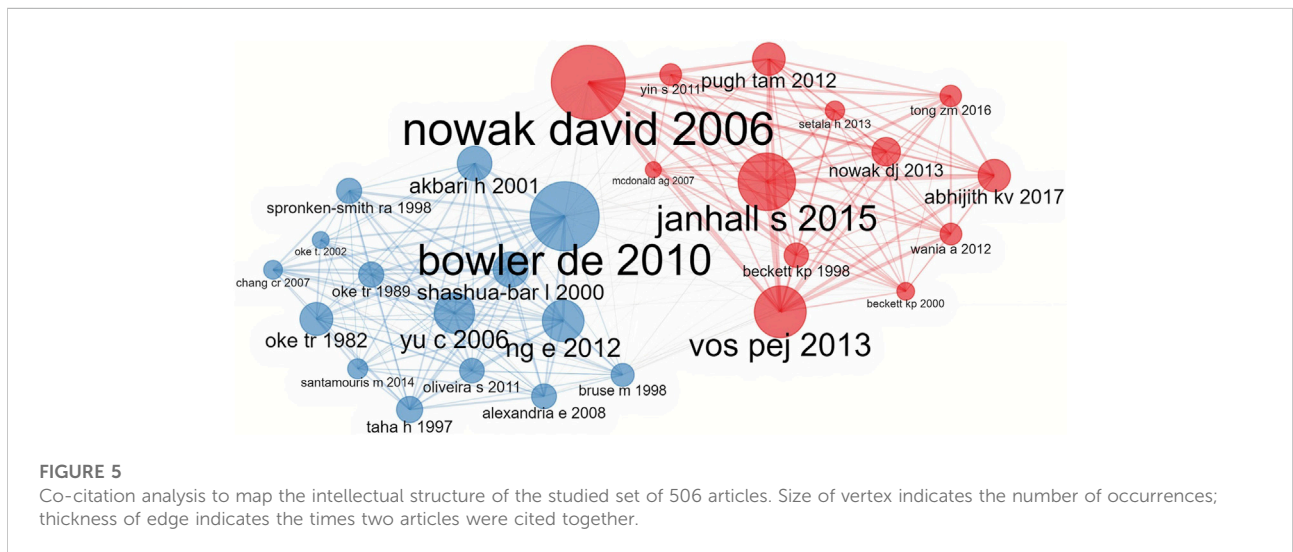 yin s 2011
pugh tam 2012
tong zm 2016
setala h 2013
nowak david 2006
nowak dj 2013
mcdonald ag 2007
akbari h 2001
abhijith kv 2017
spronken-smith ra 1998
janhall s 2015
oke t. 2002
wania a 2012
bowler de 2010
beckett kp 1998
chang cr 2007
oke tr 1989
shashua-bar l 2000
beckett kp 2000
oke tr 1982
yu c 2006
ng e 2012
vos pej 2013
santamouris m 2014
oliveira s 2011
bruse m 1998
alexandria e 2008
taha h 1997
FIGURE 5
Co-citation analysis to map the intellectual structure of the studied set of 506 articles. Size of vertex indicates the number of occurrences;
thickness of edge indicates the times two articles were cited together.